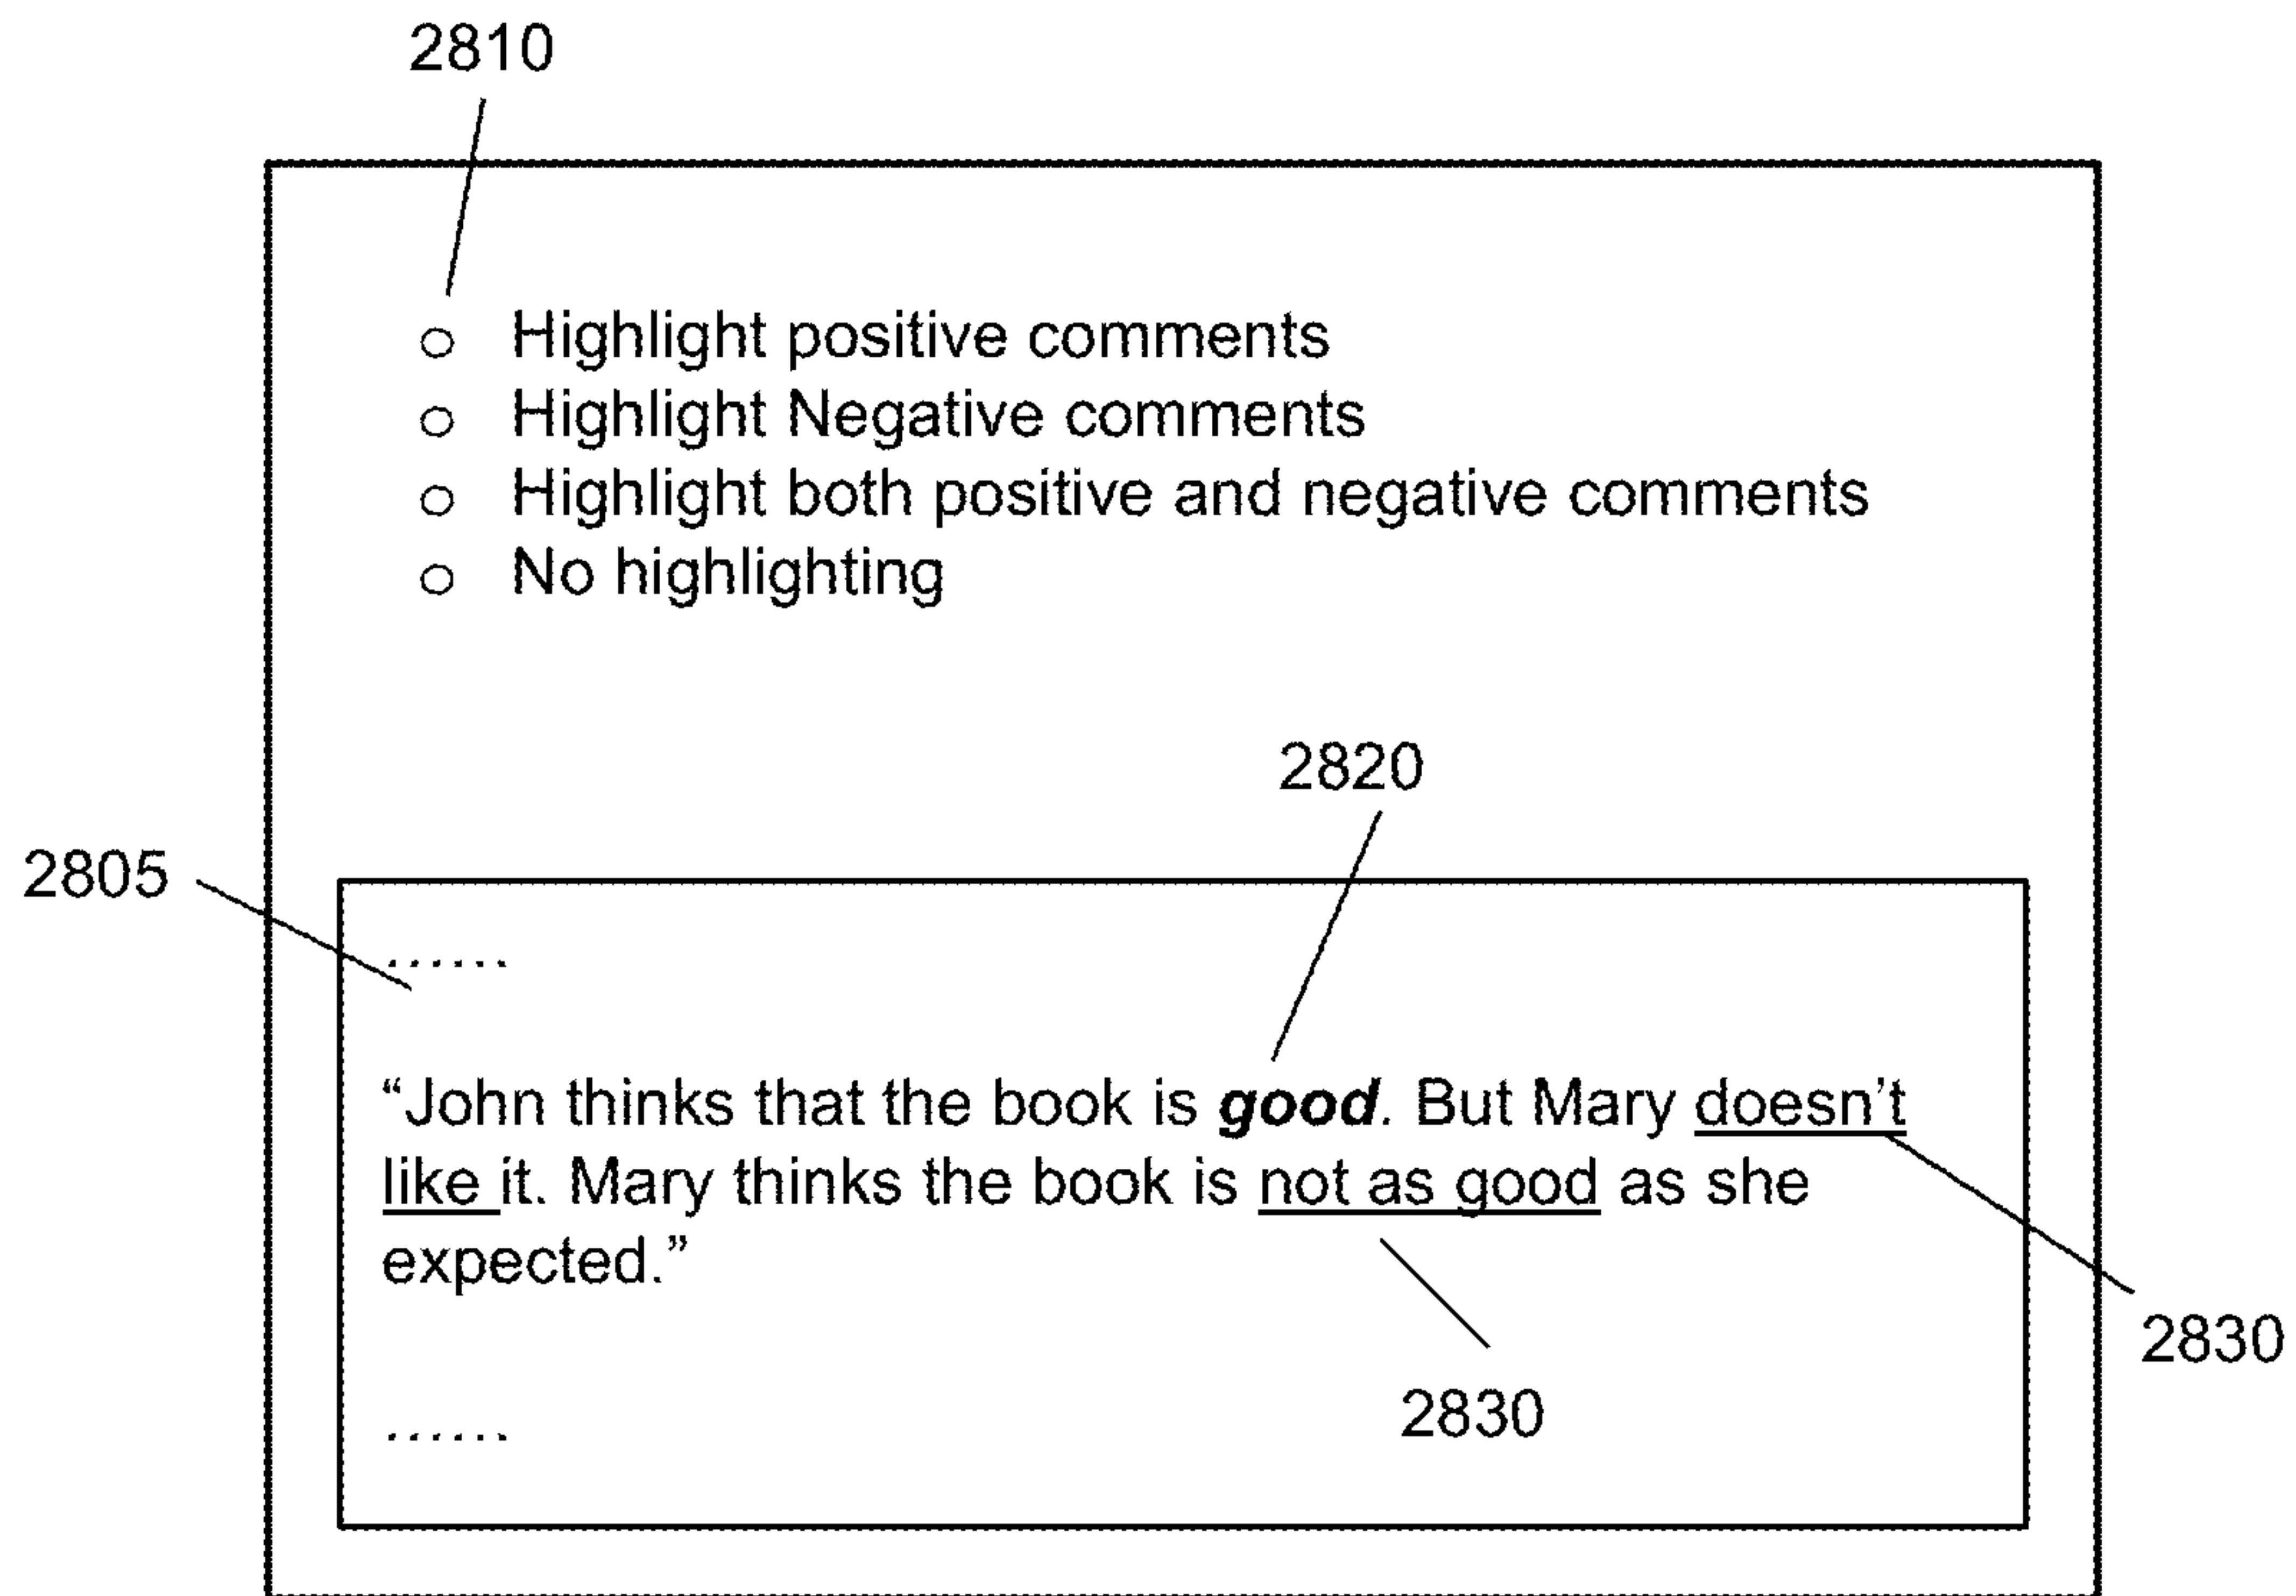 2810
○ Highlight positive comments
○ Highlight Negative comments
○ Highlight both positive and negative comments
○ No highlighting
2820
2805
......
“John thinks that the book is good. But Mary doesn’t
like it. Mary thinks the book is not as good as she
expected.”
2830
2830
......